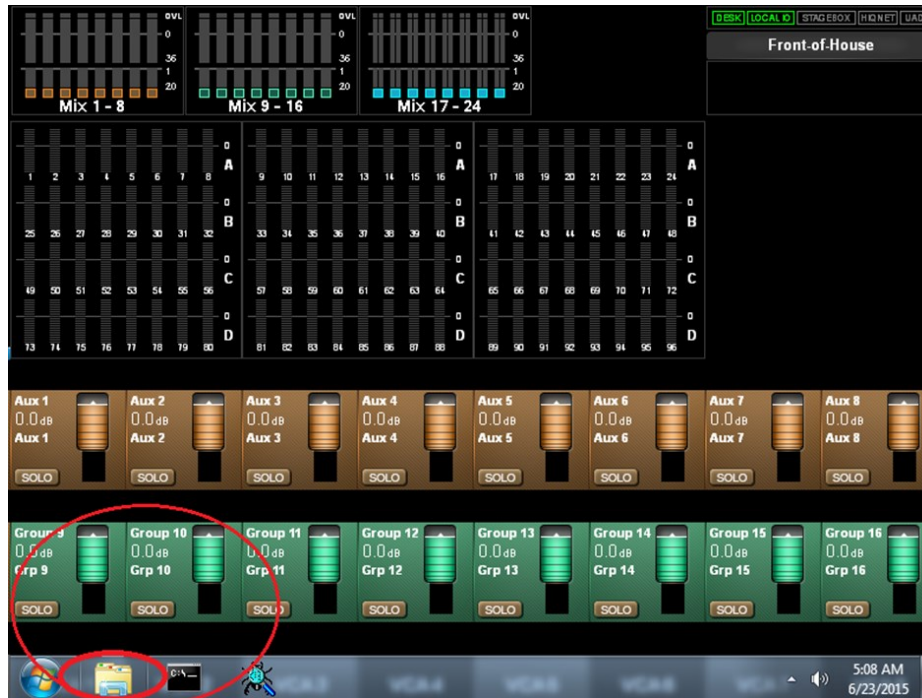 OVL OVL OVL
0 0 0
36 36 36
1 1 1
20 20 20
Mix 1 - 8 Mix 9 - 16 Mix 17 - 24
DESK LOCAL IO STAGEBOX HIQNET UAD
Front-of-House
0 0 0
A A A
1 2 3 4 5 6 7 8 9 10 11 12 13 14 15 16 17 18 19 20 21 22 23 24
0 0 0
B B B
25 26 27 28 29 30 31 32 33 34 35 36 37 38 39 40 41 42 43 44 45 46 47 48
0 0 0
C C C
49 50 51 52 53 54 55 56 57 58 59 60 61 62 63 64 65 66 67 68 69 70 71 72
0 0 0
D D D
73 74 75 76 77 78 79 80 81 82 83 84 85 86 87 88 89 90 91 92 93 94 95 96
Aux 1 Aux 2 Aux 3 Aux 4 Aux 5 Aux 6 Aux 7 Aux 8
0.0dB 0.0dB 0.0dB 0.0dB 0.0dB 0.0dB 0.0dB 0.0dB
Aux 1 Aux 2 Aux 3 Aux 4 Aux 5 Aux 6 Aux 7 Aux 8
SOLO SOLO SOLO SOLO SOLO SOLO SOLO SOLO
Group 9 Group 10 Group 11 Group 12 Group 13 Group 14 Group 15 Group 16
0.0dB 0.0dB 0.0dB 0.0dB 0.0dB 0.0dB 0.0dB 0.0dB
Grp 9 Grp 10 Grp 11 Grp 12 Grp 13 Grp 14 Grp 15 Grp 16
SOLO SOLO SOLO SOLO SOLO SOLO SOLO SOLO
C:\_
VCA3 VCA4 VCA6
5:08 AM
6/23/2015